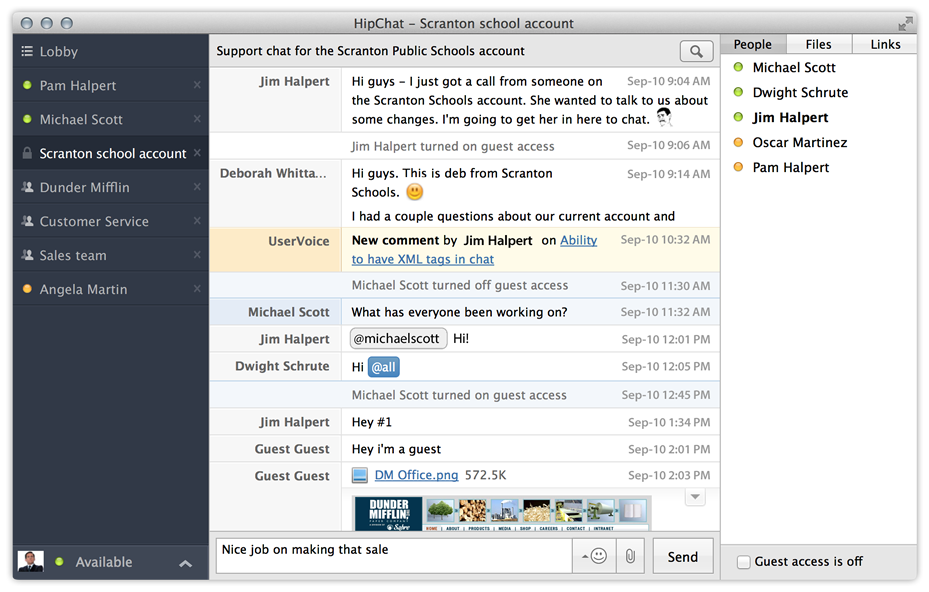 HipChat – Scranton school account
Lobby
Pam Halpert
Michael Scott
Scranton school account
Dunder Mifflin
Customer Service
Sales team
Angela Martin
Available
Support chat for the Scranton Public Schools account
Jim Halpert Hi guys – I just got a call from someone on Sep-10 9:04 AM
the Scranton Schools account. She wanted to talk to us about
some changes. I'm going to get her in here to chat.
Jim Halpert turned on guest access Sep-10 9:06 AM
Deborah Whitta... Hi guys. This is deb from Scranton Sep-10 9:14 AM
Schools.
I had a couple questions about our current account and
UserVoice New comment by Jim Halpert on Ability Sep-10 10:32 AM
to have XML tags in chat
Michael Scott turned off guest access Sep-10 11:30 AM
Michael Scott What has everyone been working on? Sep-10 11:32 AM
Jim Halpert @michaelscott Hi! Sep-10 12:01 PM
Dwight Schrute Hi @all Sep-10 12:05 PM
Michael Scott turned on guest access Sep-10 12:45 PM
Jim Halpert Hey #1 Sep-10 1:34 PM
Guest Guest Hey i'm a guest Sep-10 2:01 PM
Guest Guest DM Office.png 572.5K Sep-10 2:03 PM
DUNDER
MIFFLIN
PAPER COMPANY
Sabre
HOME | ABOUT | PRODUCTS | MEDIA | SHOP | CAREERS | CONTACT | INTRANET
Nice job on making that sale
Send
People Files Links
Michael Scott
Dwight Schrute
Jim Halpert
Oscar Martinez
Pam Halpert
Guest access is off